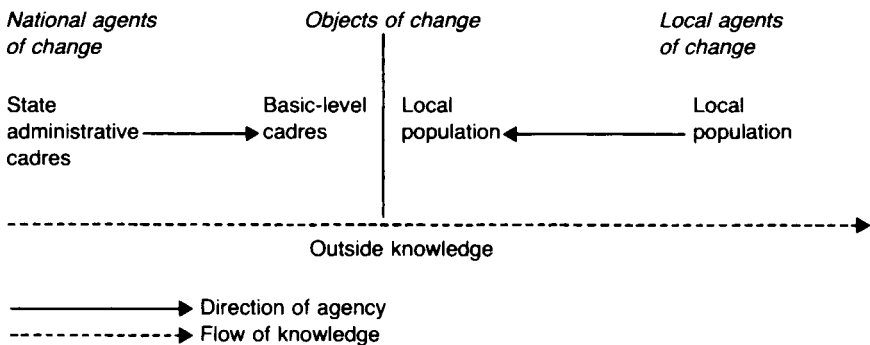 National agents of change
Objects of change
Local agents of change
State administrative cadres
Basic-level cadres
Local population
Local population
Outside knowledge
Direction of agency
Flow of knowledge